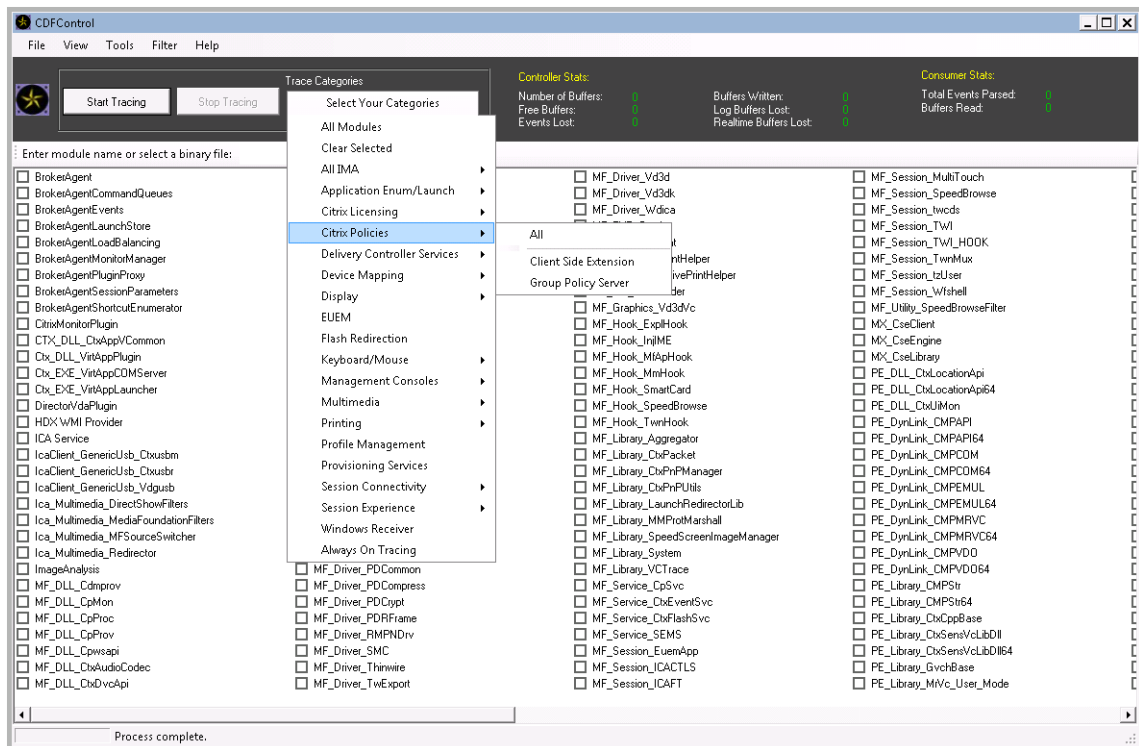 CDFControl
File View Tools Filter Help
Trace Categories
Start Tracing
Stop Tracing
Controller Stats:
Number of Buffers: 0
Free Buffers: 0
Events Lost: 0
Buffers Written: 0
Log Buffers Lost: 0
Realtime Buffers Lost: 0
Consumer Stats:
Total Events Parsed: 0
Buffers Read: 0
Enter module name or select a binary file:
Select Your Categories
All Modules
Clear Selected
All IMA
Application Enum/Launch
Citrix Licensing
Citrix Policies
Delivery Controller Services
Device Mapping
Display
EUEM
Flash Redirection
Keyboard/Mouse
Management Consoles
Multimedia
Printing
Profile Management
Provisioning Services
Session Connectivity
Session Experience
Windows Receiver
Always On Tracing
All
Client Side Extension
Group Policy Server
BrokerAgent
BrokerAgentCommandQueues
BrokerAgentEvents
BrokerAgentLaunchStore
BrokerAgentLoadBalancing
BrokerAgentMonitorManager
BrokerAgentPluginProxy
BrokerAgentSessionParameters
BrokerAgentShortcutEnumerator
CitrixMonitorPlugin
CTX_DLL_CtxAppVCommon
Ctx_DLL_VirtAppPlugin
Ctx_EXE_VirtAppCOMServer
Ctx_EXE_VirtAppLauncher
DirectorVdaPlugin
HDX WMI Provider
ICA Service
IcaClient_GenericUsb_Ctxusbm
IcaClient_GenericUsb_Ctxusbr
IcaClient_GenericUsb_Vdgusb
Ica_Multimedia_DirectShowFilters
Ica_Multimedia_MediaFoundationFilters
Ica_Multimedia_MFSourceSwitcher
Ica_Multimedia_Redirector
ImageAnalysis
MF_DLL_Cdmprov
MF_DLL_CpMon
MF_DLL_CpProc
MF_DLL_CpProv
MF_DLL_Cpwsapi
MF_DLL_CtxAudioCodec
MF_DLL_CtxDvcApi
MF_Driver_PDCommon
MF_Driver_PDCompress
MF_Driver_PDCrypt
MF_Driver_PDRFrame
MF_Driver_RMPNDrv
MF_Driver_SMC
MF_Driver_Thinwire
MF_Driver_TwExport
MF_Driver_Vd3d
MF_Driver_Vd3dk
MF_Driver_Wdica
ntHelper
ivePrintHelper
MF_Graphics_Vd3dVc
MF_Hook_ExplHook
MF_Hook_InjIME
MF_Hook_MfApHook
MF_Hook_MmHook
MF_Hook_SmartCard
MF_Hook_SpeedBrowse
MF_Hook_TwnHook
MF_Library_Aggregator
MF_Library_CtxPacket
MF_Library_CtxPnPManager
MF_Library_CtxPnPUtils
MF_Library_LaunchRedirectorLib
MF_Library_MMProtMarshall
MF_Library_SpeedScreenImageManager
MF_Library_System
MF_Library_VCTrace
MF_Service_CpSvc
MF_Service_CtxEventSvc
MF_Service_CtxFlashSvc
MF_Service_SEMS
MF_Session_EuemApp
MF_Session_ICACTLS
MF_Session_ICAFT
MF_Session_MultiTouch
MF_Session_SpeedBrowse
MF_Session_twcds
MF_Session_TWI
MF_Session_TWI_HOOK
MF_Session_TwnMux
MF_Session_tzUser
MF_Session_Wfshell
MF_Utility_SpeedBrowseFilter
MX_CseClient
MX_CseEngine
MX_CseLibrary
PE_DLL_CtxLocationApi
PE_DLL_CtxLocationApi64
PE_DLL_CtxUiMon
PE_DynLink_CMPAPI
PE_DynLink_CMPAPI64
PE_DynLink_CMPCOM
PE_DynLink_CMPCOM64
PE_DynLink_CMPEMUL
PE_DynLink_CMPEMUL64
PE_DynLink_CMPMRVC
PE_DynLink_CMPMRVC64
PE_DynLink_CMPVDO
PE_DynLink_CMPVDO64
PE_Library_CMPStr
PE_Library_CMPStr64
PE_Library_CtxCppBase
PE_Library_CtxSensVcLibDll
PE_Library_CtxSensVcLibDll64
PE_Library_GvchBase
PE_Library_MrVc_User_Mode
Process complete.